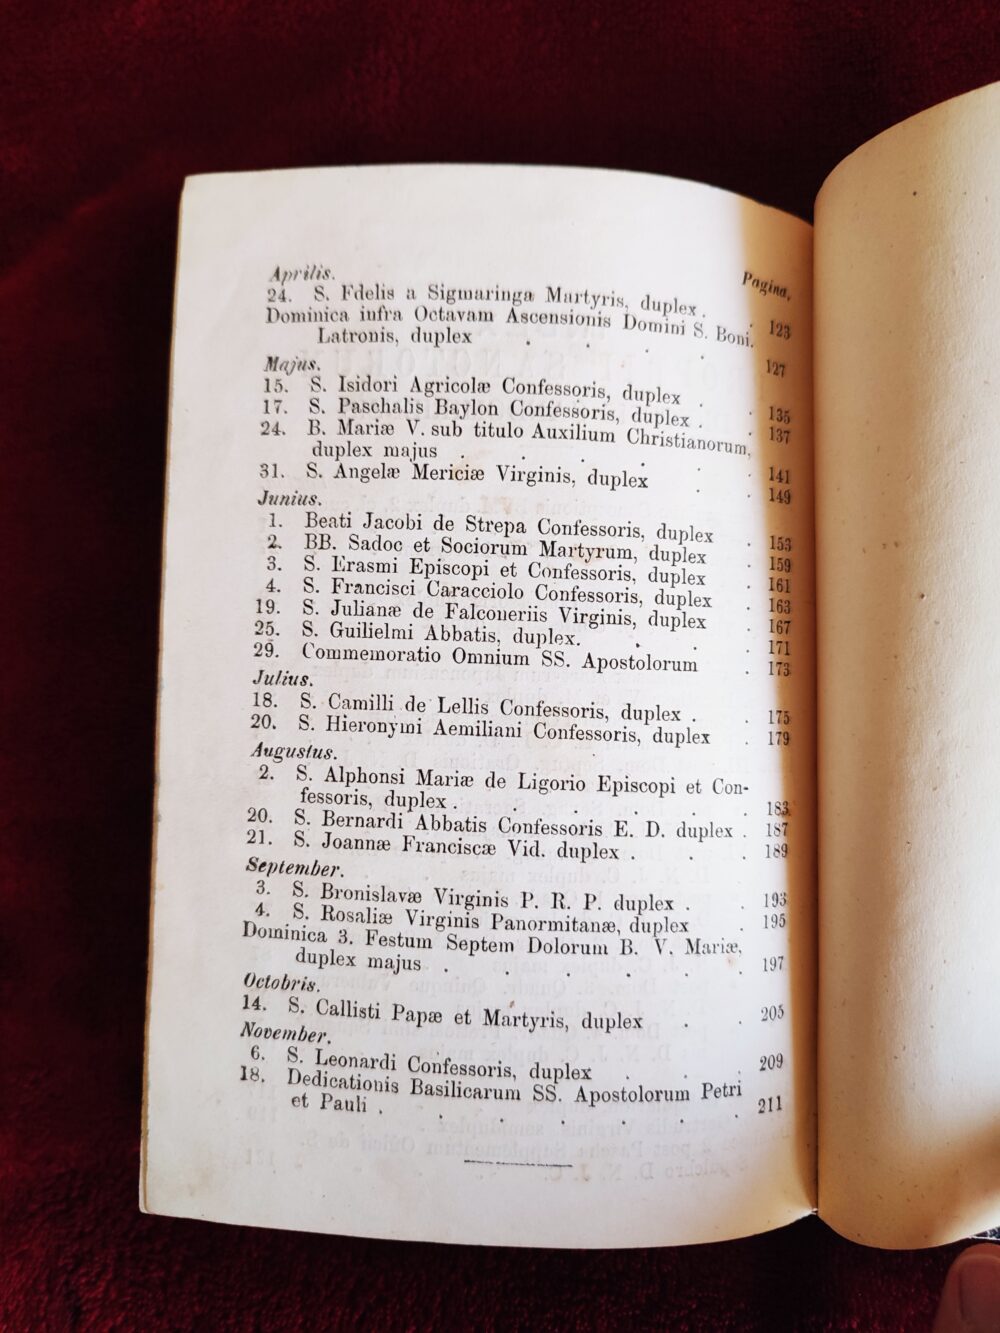 Aprilis.
Pagina.
24. S. Fdelis a Sigmaringa Martyris, duplex . . 123
Dominica infra Octavam Ascensionis Domini S. Boni.
Latronis, duplex . . . . 127
Majus.
15. S. Isidori Agricolæ Confessoris, duplex . . 135
17. S. Paschalis Baylon Confessoris, duplex . . 137
24. B. Mariæ V. sub titulo Auxilium Christianorum,
duplex majus . . . . . . 141
31. S. Angelæ Mericiæ Virginis, duplex . . 149
Junius.
1. Beati Jacobi de Strepa Confessoris, duplex . 153
2. BB. Sadoc et Sociorum Martyrum, duplex . 159
3. S. Erasmi Episcopi et Confessoris, duplex . 161
4. S. Francisci Caracciolo Confessoris, duplex . 163
19. S. Julianæ de Falconeriis Virginis, duplex . 167
25. S. Guilielmi Abbatis, duplex. . . . 171
29. Commemoratio Omnium SS. Apostolorum . 173
Julius.
18. S. Camilli de Lellis Confessoris, duplex . . 175
20. S. Hieronymi Aemiliani Confessoris, duplex . 179
Augustus.
2. S. Alphonsi Mariæ de Ligorio Episcopi et Con-
fessoris, duplex . . . . . . 183
20. S. Bernardi Abbatis Confessoris E. D. duplex . 187
21. S. Joannæ Franciscæ Vid. duplex . . . 189
September.
3. S. Bronislavæ Virginis P. R. P. duplex . . 193
4. S. Rosaliæ Virginis Panormitanæ, duplex . 195
Dominica 3. Festum Septem Dolorum B. V. Mariæ,
duplex majus . . . . . . 197
Octobris.
14. S. Callisti Papæ et Martyris, duplex . . 205
November.
6. S. Leonardi Confessoris, duplex . . . 209
18. Dedicationis Basilicarum SS. Apostolorum Petri
et Pauli . . . . . . . 211